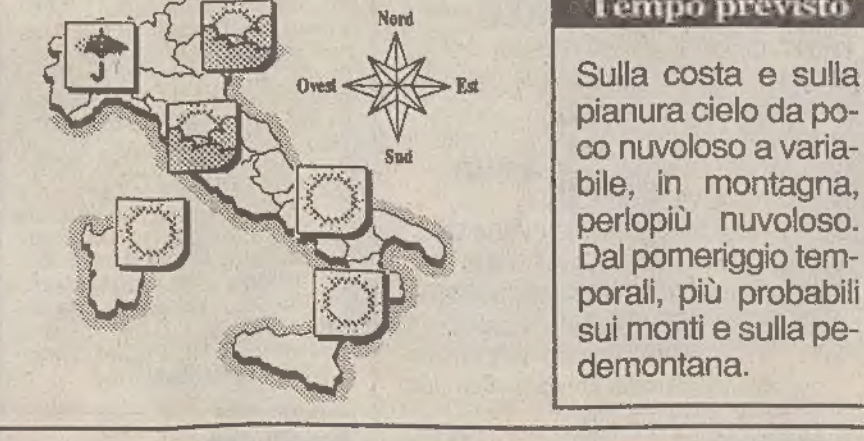 Nord
Ovest
Est
Sud
Tempo previsto
Sulla costa e sulla
pianura cielo da po-
co nuvoloso a varia-
bile, in montagna,
perlopiù nuvoloso.
Dal pomeriggio tem-
porali, più probabili
sui monti e sulla pe-
demontana.